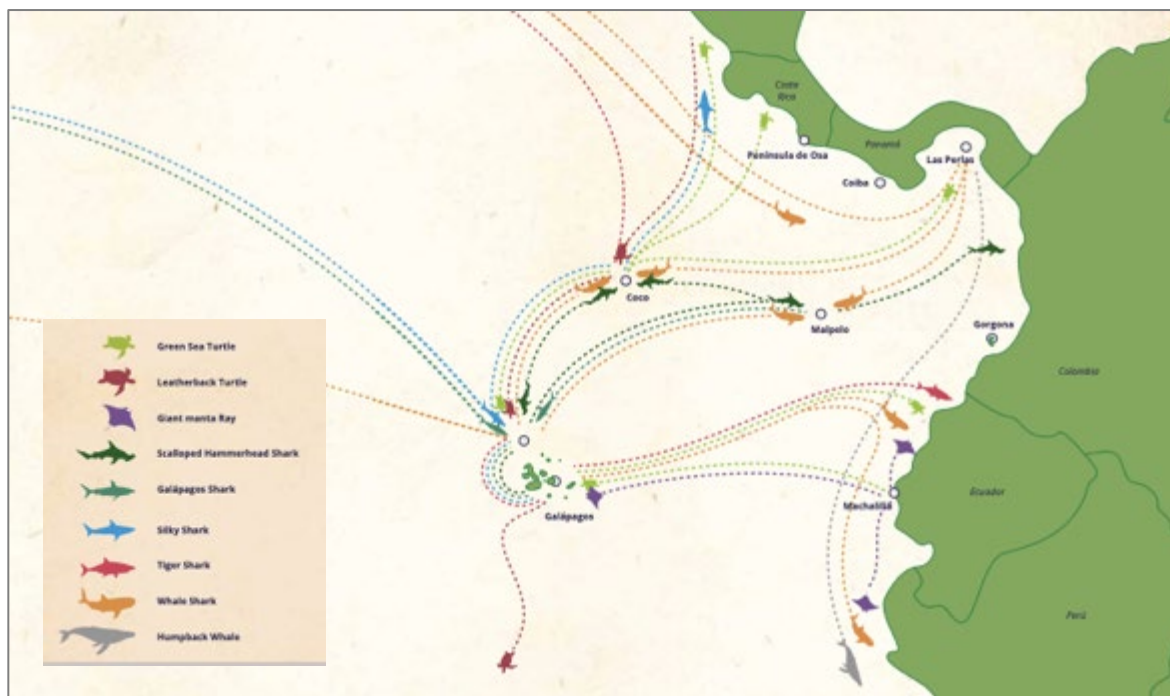 Costa
Rica
Península de Osa
Panamá
Las Perlas
Coiba
Coco
Malpelo
Gorgona
Colombia
Galápagos
Machalilla
Ecuador
Perú
Green Sea Turtle
Leatherback Turtle
Giant manta Ray
Scalloped Hammerhead Shark
Galápagos Shark
Silky Shark
Tiger Shark
Whale Shark
Humpback Whale